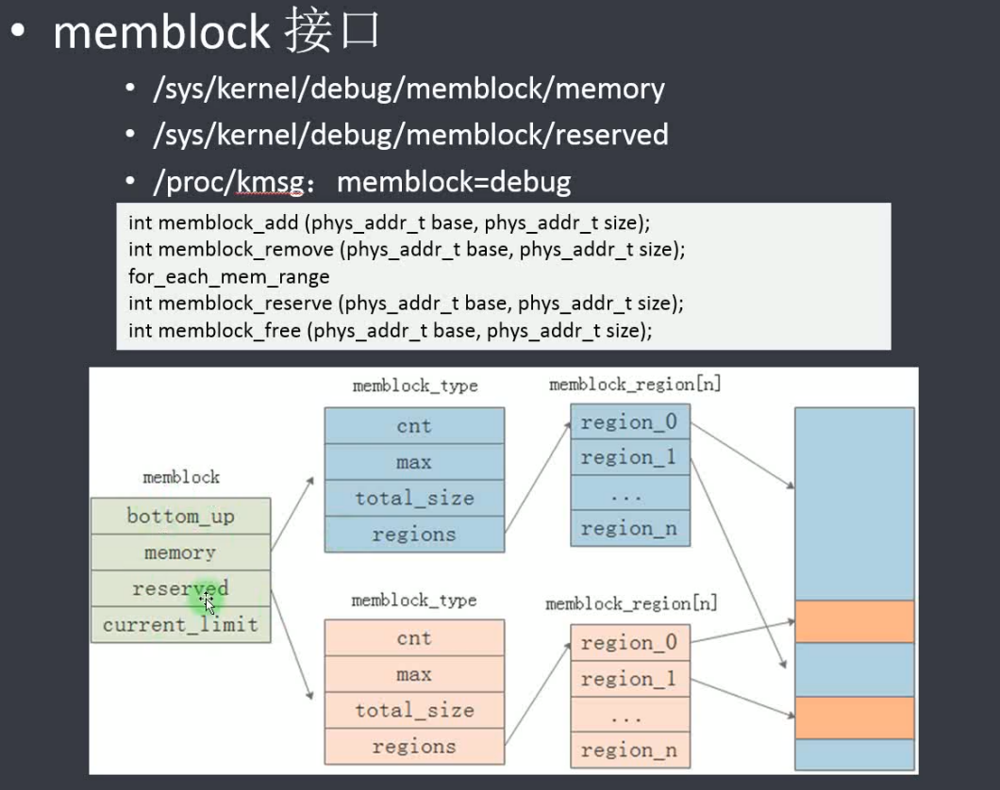 • memblock 接口
• /sys/kernel/debug/memblock/memory
• /sys/kernel/debug/memblock/reserved
• /proc/kmsg： memblock=debug
int memblock_add (phys_addr_t base, phys_addr_t size);
int memblock_remove (phys_addr_t base, phys_addr_t size);
for_each_mem_range
int memblock_reserve (phys_addr_t base, phys_addr_t size);
int memblock_free (phys_addr_t base, phys_addr_t size);
memblock
bottom_up
memory
reserved
current_limit
memblock_type
cnt
max
total_size
regions
memblock_region[n]
region_0
region_1
...
region_n
memblock_type
cnt
max
total_size
regions
memblock_region[n]
region_0
region_1
...
region_n